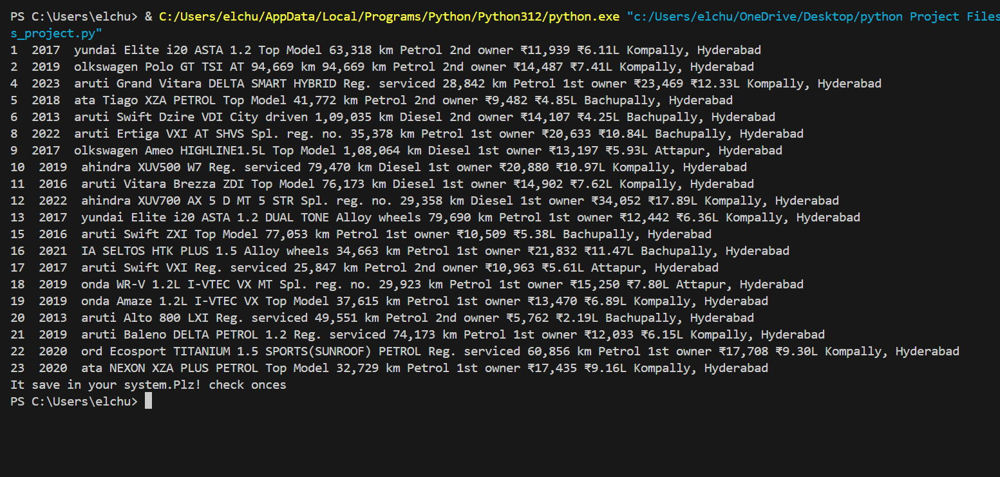 PS C:\Users\elchu> & C:/Users/elchu/AppData/Local/Programs/Python/Python312/python.exe "c:/Users/elchu/OneDrive/Desktop/python Project Files
s_project.py"
1  2017  yundai Elite i20 ASTA 1.2 Top Model 63,318 km Petrol 2nd owner ₹11,939 ₹6.11L Kompally, Hyderabad
2  2019  olkswagen Polo GT TSI AT 94,669 km 94,669 km Petrol 2nd owner ₹14,487 ₹7.41L Kompally, Hyderabad
4  2023  aruti Grand Vitara DELTA SMART HYBRID Reg. serviced 28,842 km Petrol 1st owner ₹23,469 ₹12.33L Kompally, Hyderabad
5  2018  ata Tiago XZA PETROL Top Model 41,772 km Petrol 2nd owner ₹9,482 ₹4.85L Bachupally, Hyderabad
6  2013  aruti Swift Dzire VDI City driven 1,09,035 km Diesel 2nd owner ₹14,107 ₹4.25L Bachupally, Hyderabad
8  2022  aruti Ertiga VXI AT SHVS Spl. reg. no. 35,378 km Petrol 1st owner ₹20,633 ₹10.84L Bachupally, Hyderabad
9  2017  olkswagen Ameo HIGHLINE1.5L Top Model 1,08,064 km Diesel 1st owner ₹13,197 ₹5.93L Attapur, Hyderabad
10  2019  ahindra XUV500 W7 Reg. serviced 79,470 km Diesel 1st owner ₹20,880 ₹10.97L Kompally, Hyderabad
11  2016  aruti Vitara Brezza ZDI Top Model 76,173 km Diesel 1st owner ₹14,902 ₹7.62L Kompally, Hyderabad
12  2022  ahindra XUV700 AX 5 D MT 5 STR Spl. reg. no. 29,358 km Diesel 1st owner ₹34,052 ₹17.89L Kompally, Hyderabad
13  2017  yundai Elite i20 ASTA 1.2 DUAL TONE Alloy wheels 79,690 km Petrol 1st owner ₹12,442 ₹6.36L Kompally, Hyderabad
15  2016  aruti Swift ZXI Top Model 77,053 km Petrol 1st owner ₹10,509 ₹5.38L Bachupally, Hyderabad
16  2021  IA SELTOS HTK PLUS 1.5 Alloy wheels 34,663 km Petrol 1st owner ₹21,832 ₹11.47L Bachupally, Hyderabad
17  2017  aruti Swift VXI Reg. serviced 25,847 km Petrol 2nd owner ₹10,963 ₹5.61L Attapur, Hyderabad
18  2019  onda WR-V 1.2L I-VTEC VX MT Spl. reg. no. 29,923 km Petrol 1st owner ₹15,250 ₹7.80L Attapur, Hyderabad
19  2019  onda Amaze 1.2L I-VTEC VX Top Model 37,615 km Petrol 1st owner ₹13,470 ₹6.89L Kompally, Hyderabad
20  2013  aruti Alto 800 LXI Reg. serviced 49,551 km Petrol 2nd owner ₹5,762 ₹2.19L Bachupally, Hyderabad
21  2019  aruti Baleno DELTA PETROL 1.2 Reg. serviced 74,173 km Petrol 1st owner ₹12,033 ₹6.15L Kompally, Hyderabad
22  2020  ord Ecosport TITANIUM 1.5 SPORTS(SUNROOF) PETROL Reg. serviced 60,856 km Petrol 1st owner ₹17,708 ₹9.30L Kompally, Hyderabad
23  2020  ata NEXON XZA PLUS PETROL Top Model 32,729 km Petrol 1st owner ₹17,435 ₹9.16L Kompally, Hyderabad
It save in your system.Plz! check onces
PS C:\Users\elchu>